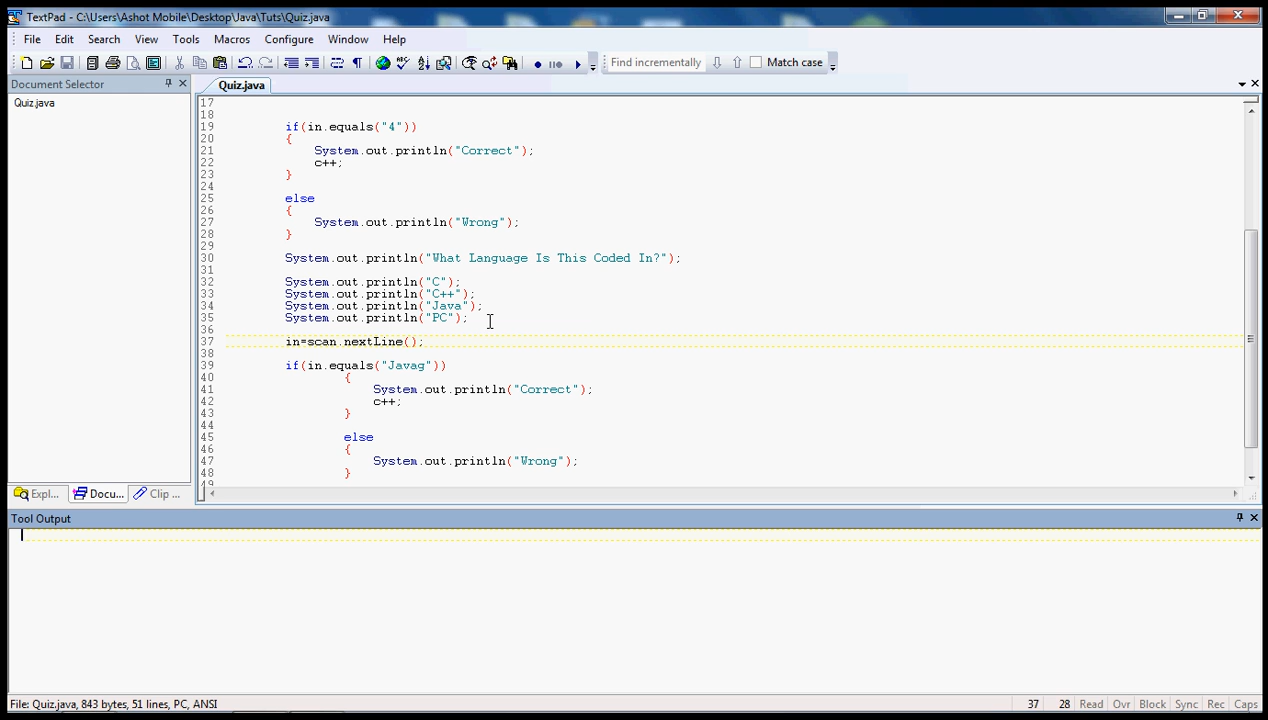 TextPad - C:\Users\Ashot Mobile\Desktop\Java\Tuts\Quiz.java
File Edit Search View Tools Macros Configure Window Help
Find incrementally Match case
Document Selector
Quiz.java
Quiz.java
17
18
19 if(in.equals("4"))
20 {
21 System.out.println("Correct");
22 c++;
23 }
24
25 else
26 {
27 System.out.println("Wrong");
28 }
29
30 System.out.println("What Language Is This Coded In?");
31
32 System.out.println("C");
33 System.out.println("C++");
34 System.out.println("Java");
35 System.out.println("PC");
36
37 in=scan.nextLine();
38
39 if(in.equals("Javag"))
40 {
41 System.out.println("Correct");
42 c++;
43 }
44
45 else
46 {
47 System.out.println("Wrong");
48 }
49
Expl... Docu... Clip ...
Tool Output
File: Quiz.java, 843 bytes, 51 lines, PC, ANSI 37 28 Read Ovr Block Sync Rec Caps